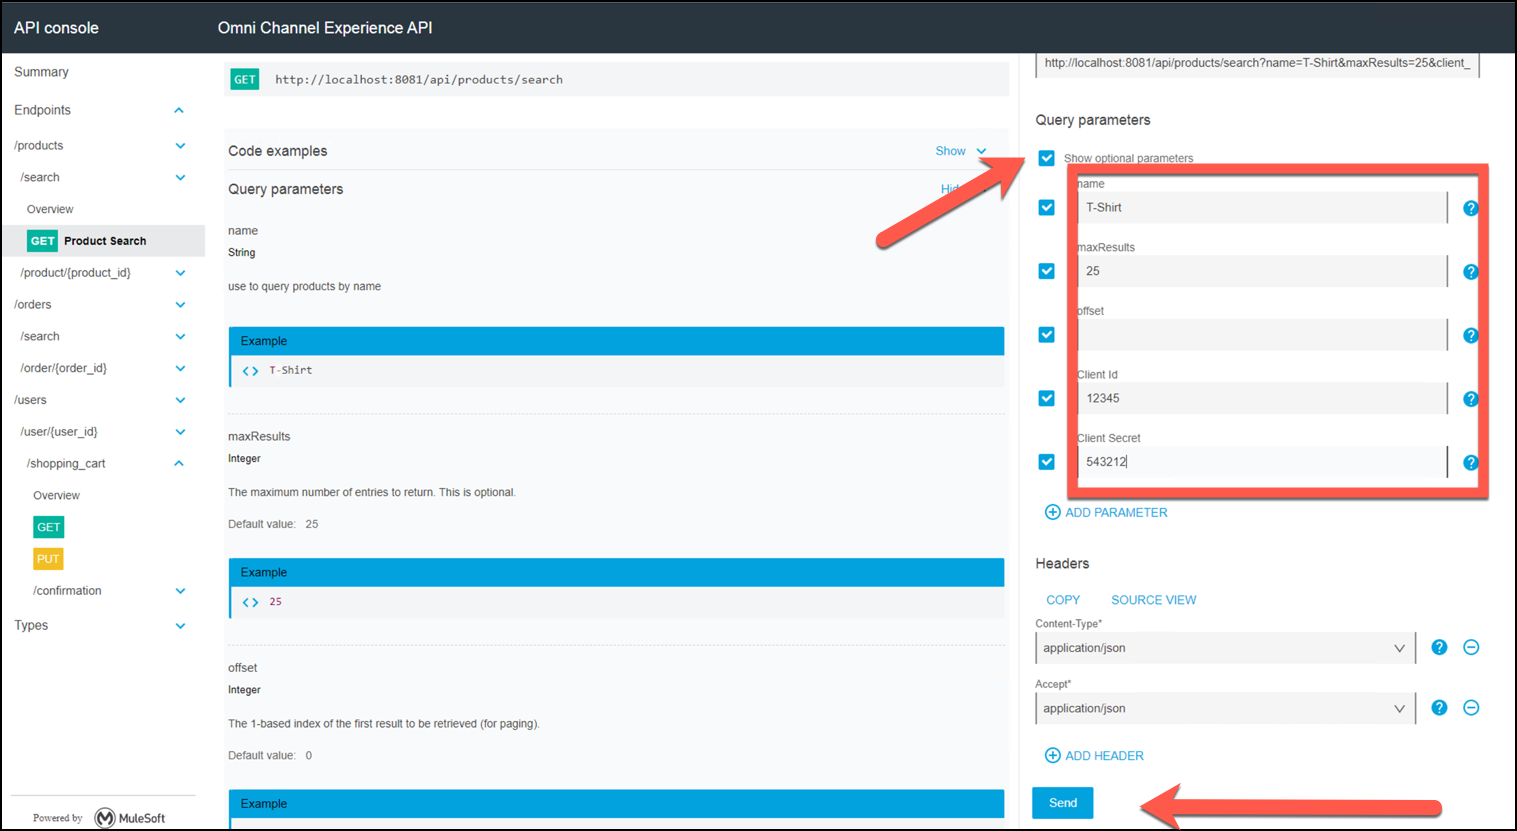 API console
Omni Channel Experience API
Summary
Endpoints
/products
/search
Overview
GET Product Search
/product/{product_id}
/orders
/search
/order/{order_id}
/users
/user/{user_id}
/shopping_cart
Overview
GET
PUT
/confirmation
Types
Powered by MuleSoft
GET http://localhost:8081/api/products/search
Code examples
Show
Query parameters
name
String
use to query products by name
Example
T-Shirt
maxResults
Integer
The maximum number of entries to return. This is optional.
Default value: 25
Example
25
offset
Integer
The 1-based index of the first result to be retrieved (for paging).
Default value: 0
Example
http://localhost:8081/api/products/search?name=T-Shirt&maxResults=25&client_
Query parameters
Show optional parameters
name
T-Shirt
maxResults
25
offset
Client Id
12345
Client Secret
543212
ADD PARAMETER
Headers
COPY SOURCE VIEW
Content-Type*
application/json
Accept*
application/json
ADD HEADER
Send